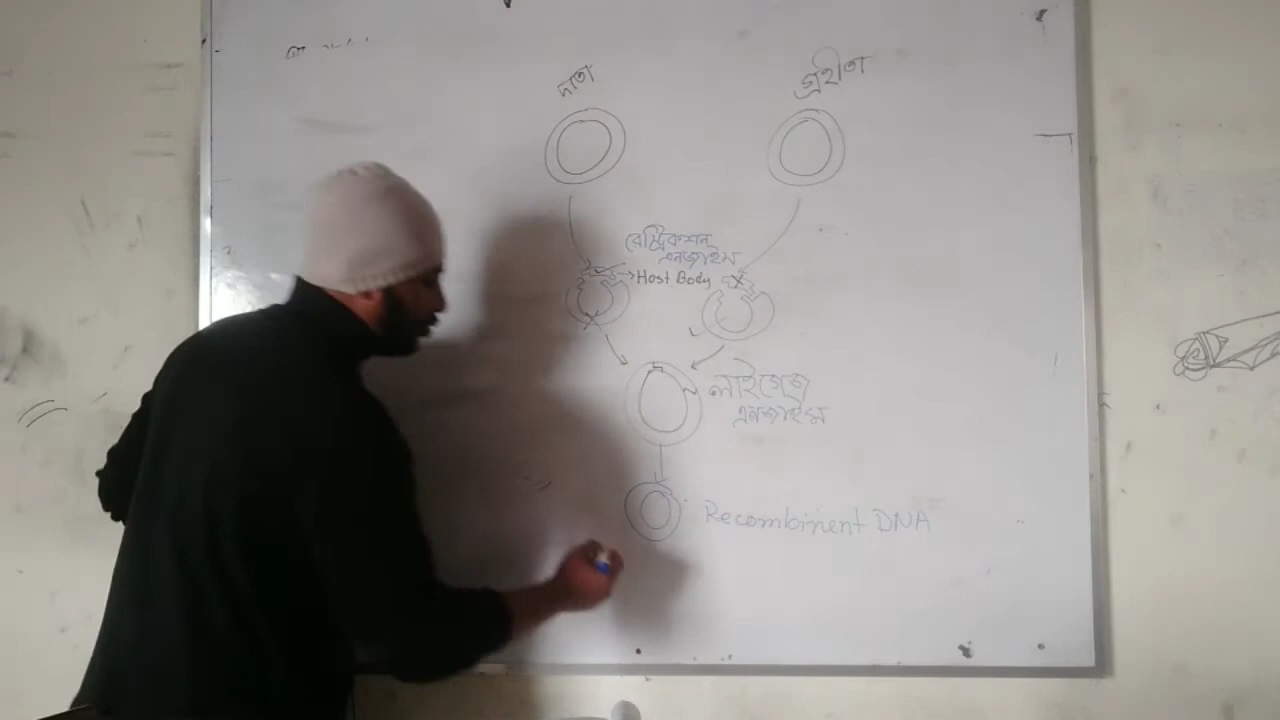 দাতা
গ্রহীতা
রেস্ট্রিকশন
এনজাইম
Host Body
লাইগেজ
এনজাইম
Recombinent DNA